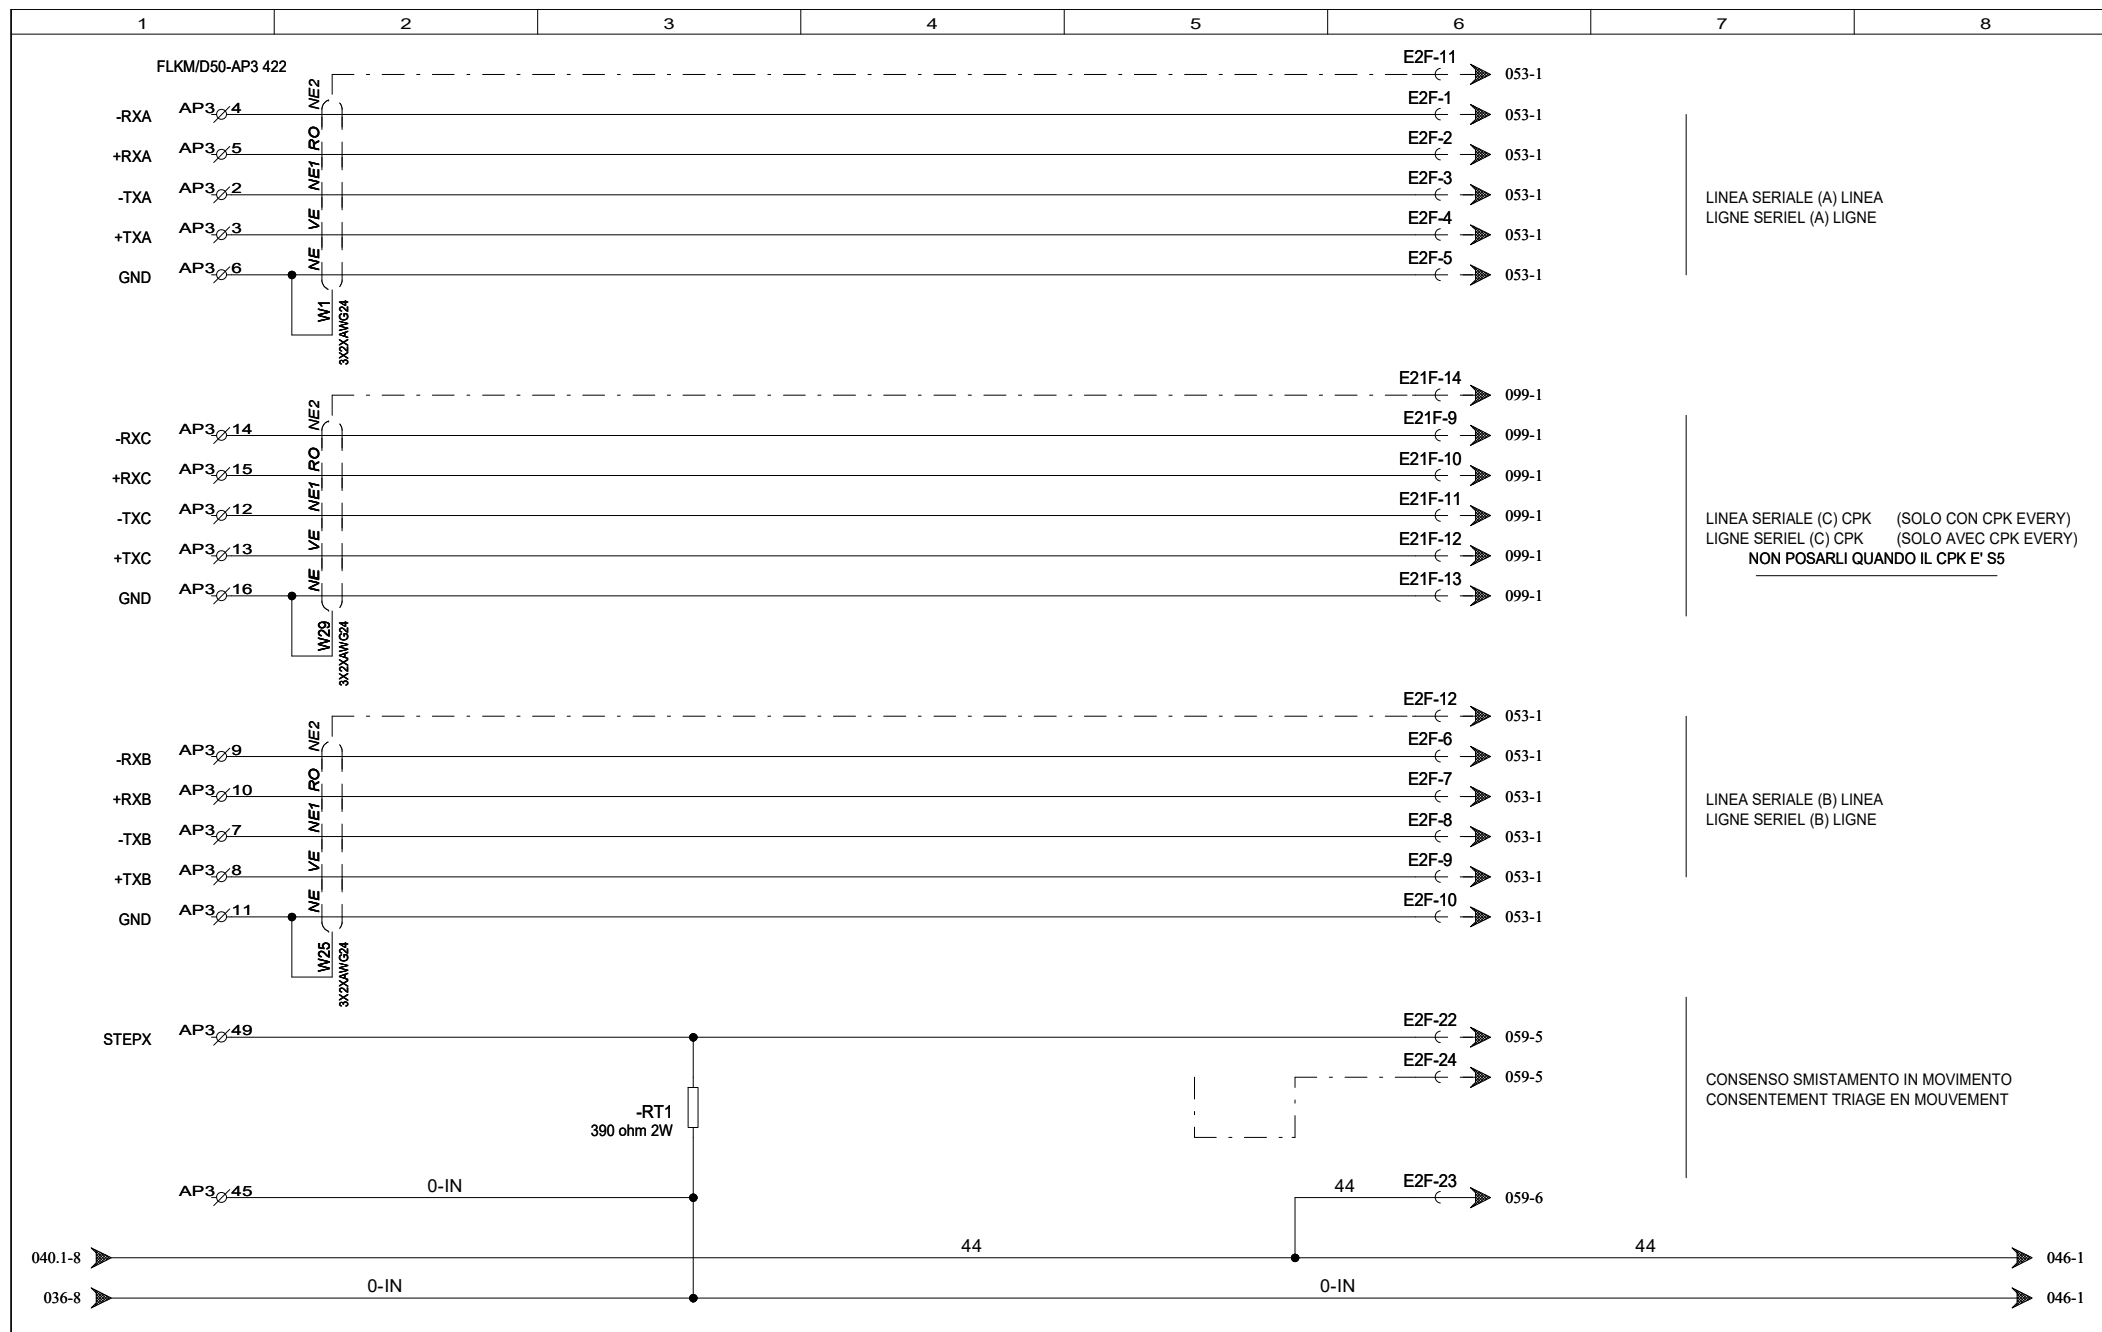 1 2 3 4 5 6 7 8
FLKM/D50-AP3 422
NE2 E2F-11 053-1
-RXA AP3 4 E2F-1 053-1
RO
+RXA AP3 5 E2F-2 053-1
NE1
-TXA AP3 2 E2F-3 053-1
VE
+TXA AP3 3 E2F-4 053-1
NE
GND AP3 6 E2F-5 053-1
W1
3X2XAWG24
LINEA SERIALE (A) LINEA
LIGNE SERIEL (A) LIGNE
NE2 E21F-14 099-1
-RXC AP3 14 E21F-9 099-1
RO
+RXC AP3 15 E21F-10 099-1
NE1
-TXC AP3 12 E21F-11 099-1
VE
+TXC AP3 13 E21F-12 099-1
NE
GND AP3 16 E21F-13 099-1
W29
3X2XAWG24
LINEA SERIALE (C) CPK (SOLO CON CPK EVERY)
LIGNE SERIEL (C) CPK (SOLO AVEC CPK EVERY)
NON POSARLI QUANDO IL CPK E' S5
NE2 E2F-12 053-1
-RXB AP3 9 E2F-6 053-1
RO
+RXB AP3 10 E2F-7 053-1
NE1
-TXB AP3 7 E2F-8 053-1
VE
+TXB AP3 8 E2F-9 053-1
NE
GND AP3 11 E2F-10 053-1
W25
3X2XAWG24
LINEA SERIALE (B) LINEA
LIGNE SERIEL (B) LIGNE
STEPX AP3 49 E2F-22 059-5
E2F-24 059-5
-RT1
390 ohm 2W
CONSENSO SMISTAMENTO IN MOVIMENTO
CONSENTEMENT TRIAGE EN MOUVEMENT
AP3 45 0-IN 44 E2F-23 059-6
040.1-8 44 44 046-1
036-8 0-IN 0-IN 046-1